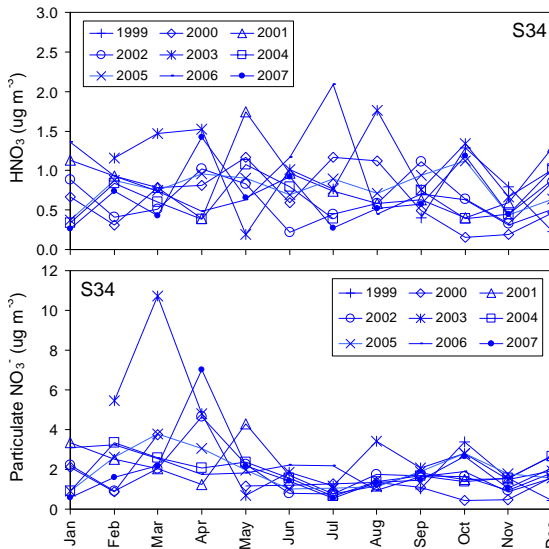 3.0
S34
1999 2000 2001
2002 2003 2004
2005 2006 2007
2.5
2.0
1.5
1.0
0.5
0.0
HNO₃ (ug m⁻³)
12
S34
1999 2000 2001
2002 2003 2004
2005 2006 2007
10
8
6
4
2
0
Particulate NO₃⁻ (ug m⁻³)
Jan Feb Mar Apr May Jun Jul Aug Sep Oct Nov